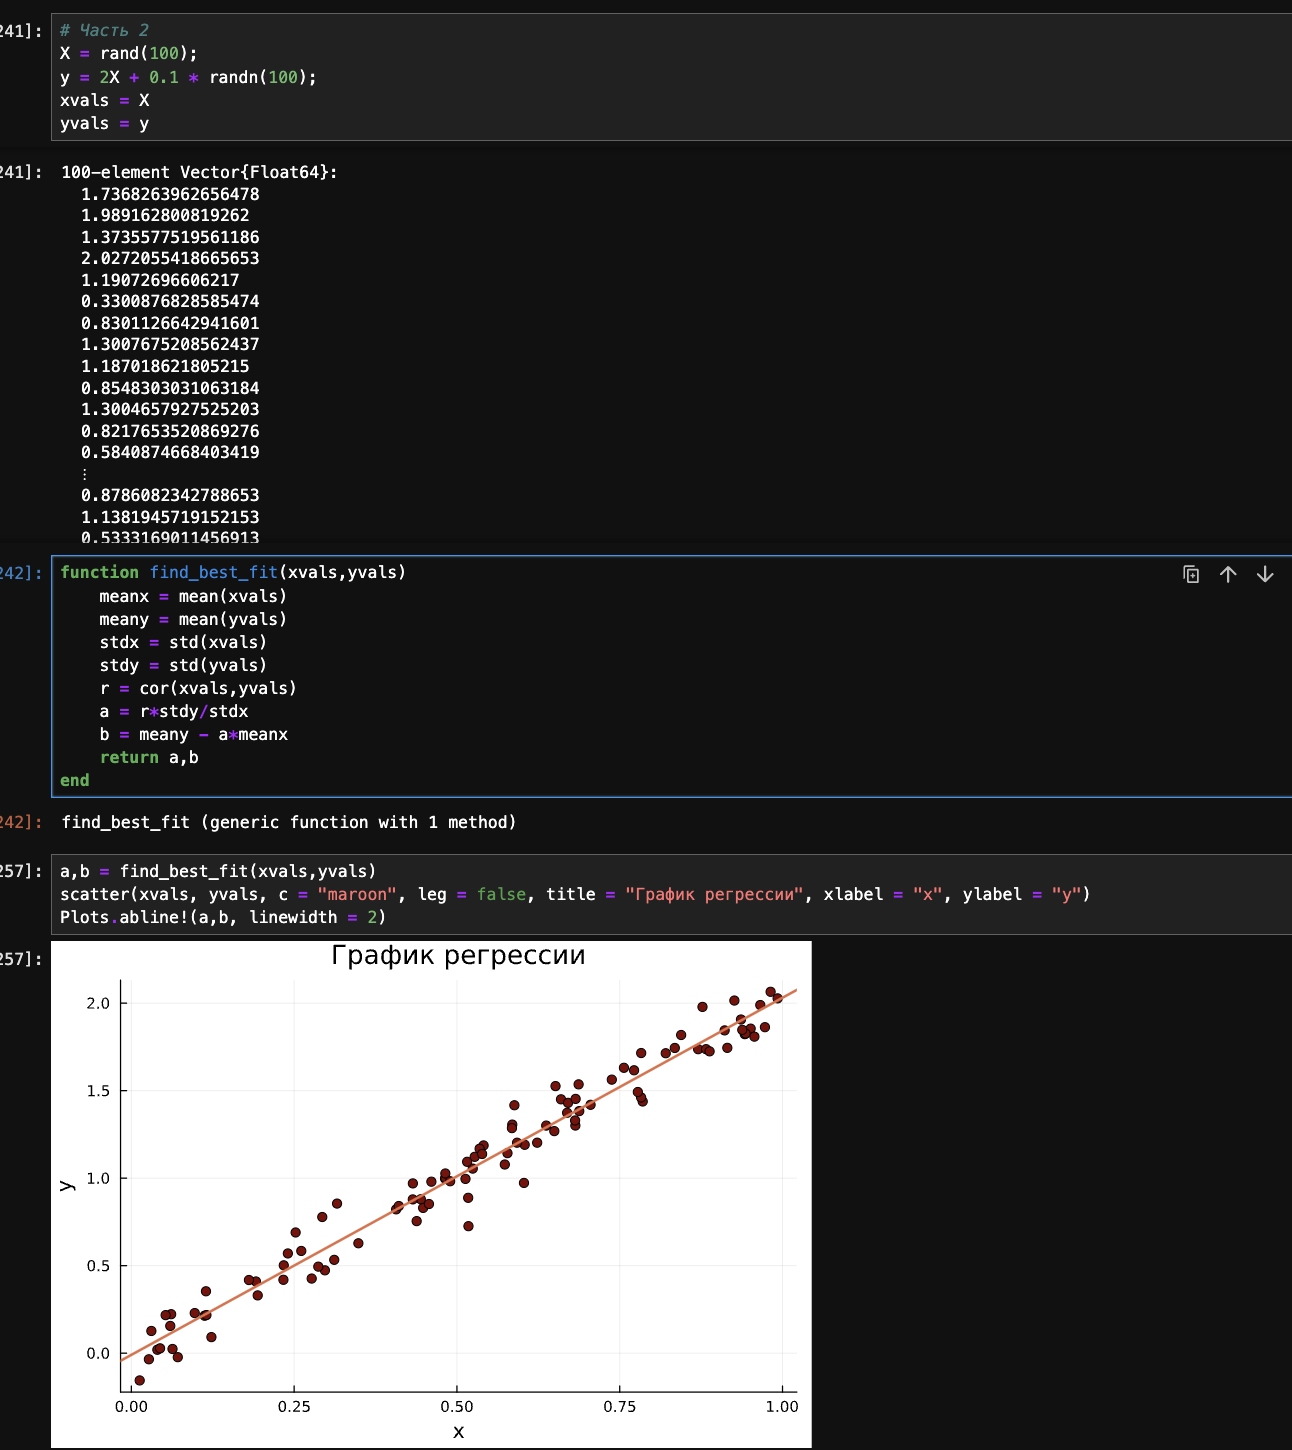 241]:
# Часть 2
X = rand(100);
y = 2X + 0.1 * randn(100);
xvals = X
yvals = y
241]:
100-element Vector{Float64}:
1.7368263962656478
1.989162800819262
1.3735577519561186
2.0272055418665653
1.19072696606217
0.3300876828585474
0.8301126642941601
1.3007675208562437
1.187018621805215
0.8548303031063184
1.3004657927525203
0.8217653520869276
0.5840874668403419
⋮
0.8786082342788653
1.1381945719152153
0.5333169011456913
242]:
function find_best_fit(xvals,yvals)
    meanx = mean(xvals)
    meany = mean(yvals)
    stdx = std(xvals)
    stdy = std(yvals)
    r = cor(xvals,yvals)
    a = r*stdy/stdx
    b = meany - a*meanx
    return a,b
end
242]:
find_best_fit (generic function with 1 method)
257]:
a,b = find_best_fit(xvals,yvals)
scatter(xvals, yvals, c = "maroon", leg = false, title = "График регрессии", xlabel = "x", ylabel = "y")
Plots.abline!(a,b, linewidth = 2)
257]:
График регрессии
2.0
1.5
y
1.0
0.5
0.0
0.00 0.25 0.50 0.75 1.00
x